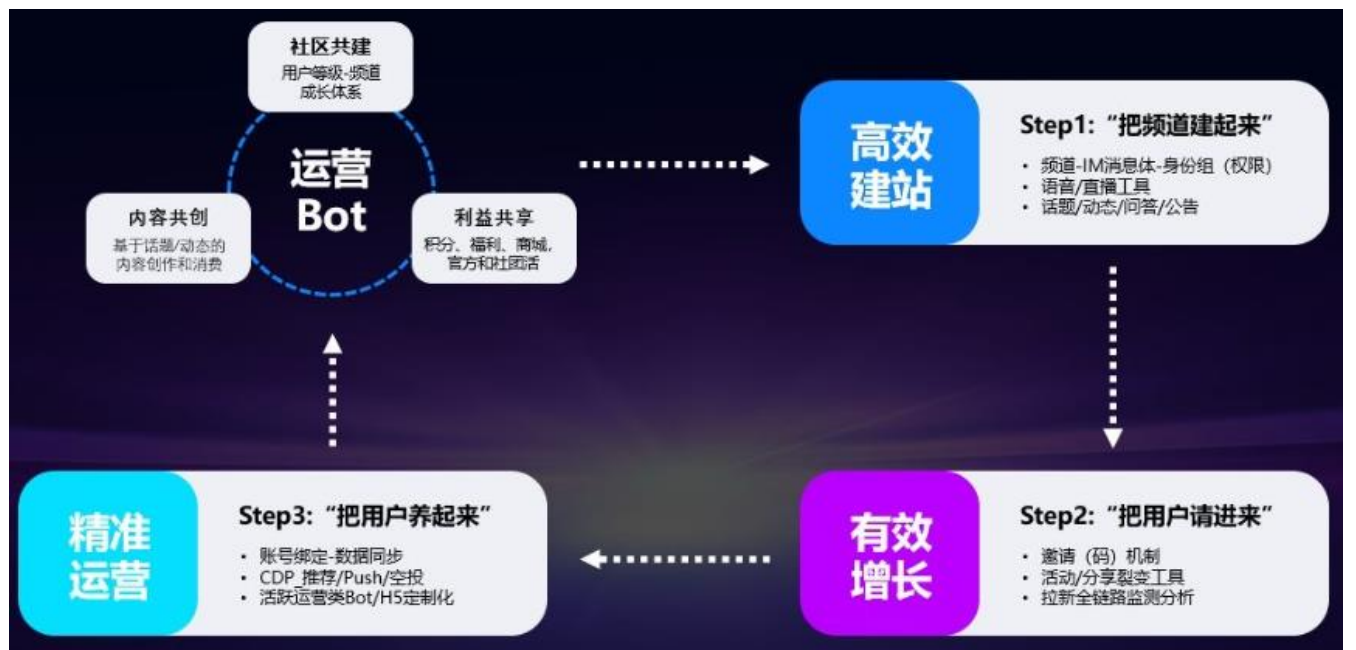 社区共建
用户等级-频道
成长体系
运营
Bot
内容共创
基于话题/动态的
内容创作和消费
利益共享
积分、福利、商城,
官方和社团活
高效
建站
Step1: “把频道建起来”
• 频道-IM消息体-身份组（权限）
• 语音/直播工具
• 话题/动态/问答/公告
精准
运营
Step3: “把用户养起来”
• 账号绑定-数据同步
• CDP_推荐/Push/空投
• 活跃运营类Bot/H5定制化
有效
增长
Step2: “把用户请进来”
• 邀请（码）机制
• 活动/分享裂变工具
• 拉新全链路监测分析